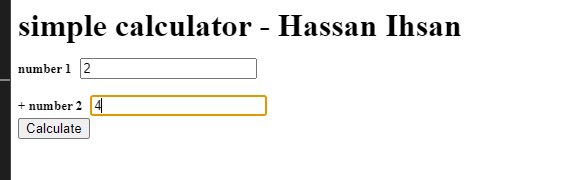 simple calculator - Hassan Ihsan
number 1 2
+ number 2 4
Calculate